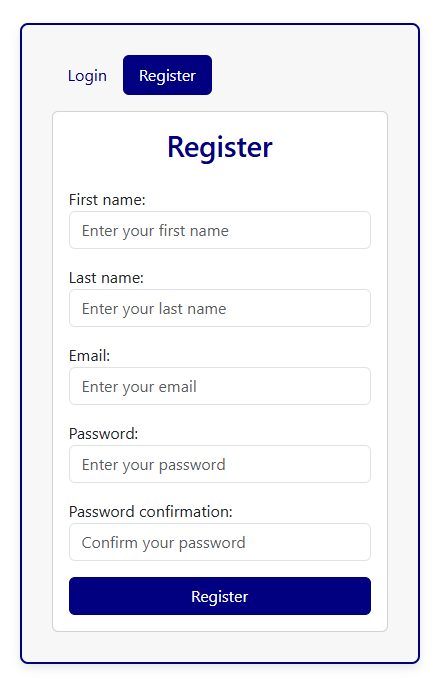 Login Register
Register
First name:
Enter your first name
Last name:
Enter your last name
Email:
Enter your email
Password:
Enter your password
Password confirmation:
Confirm your password
Register